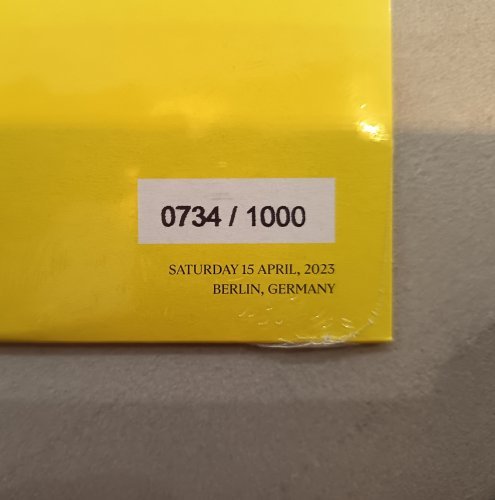 0734 / 1000
SATURDAY 15 APRIL, 2023
BERLIN, GERMANY